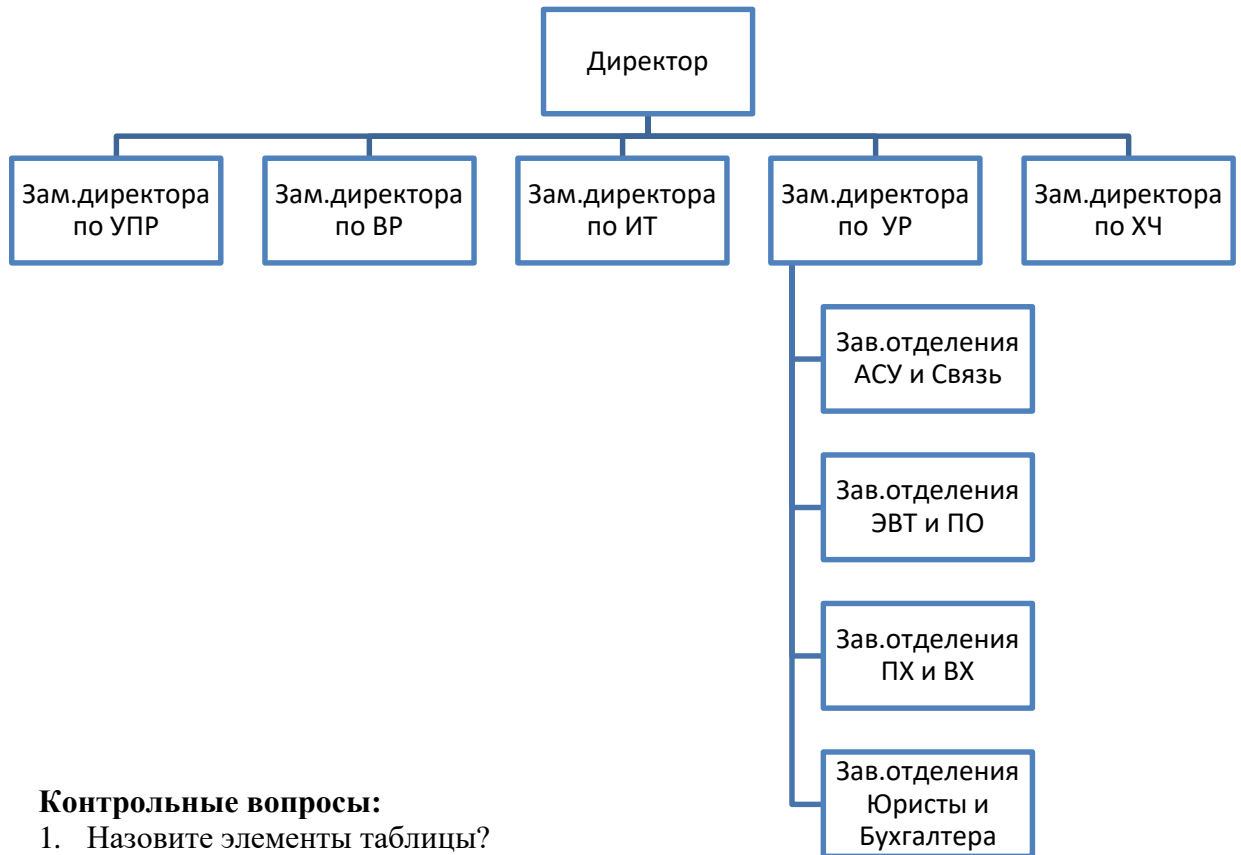 Директор
Зам.директора
по УПР
Зам.директора
по ВР
Зам.директора
по ИТ
Зам.директора
по УР
Зам.директора
по ХЧ
Зав.отделения
АСУ и Связь
Зав.отделения
ЭВТ и ПО
Зав.отделения
ПХ и ВХ
Зав.отделения
Юристы и
Бухгалтера
Контрольные вопросы:
1. Назовите элементы таблицы?